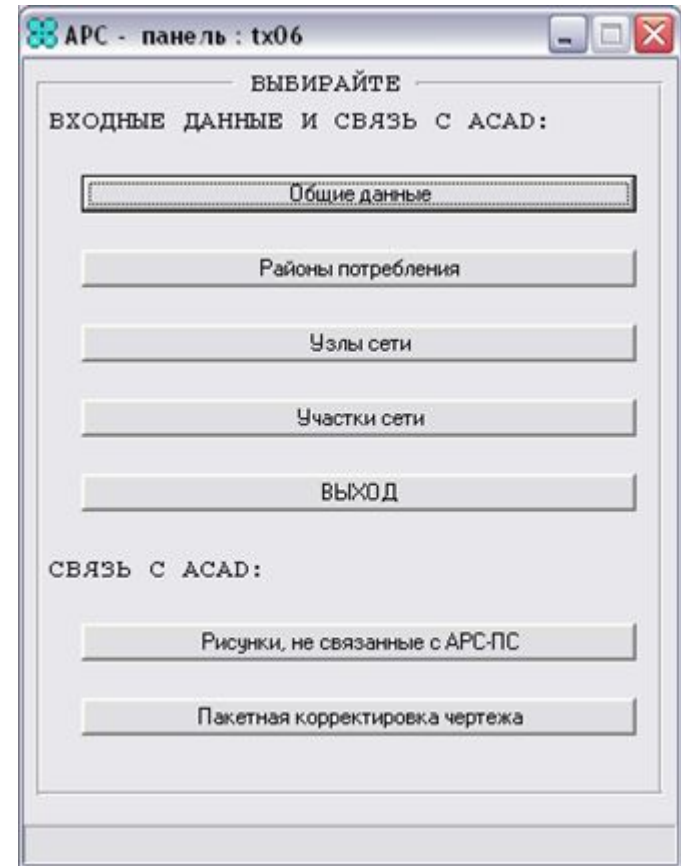 АРС - панель : tx06
ВЫБИРАЙТЕ
ВХОДНЫЕ ДАННЫЕ И СВЯЗЬ С ACAD:
Общие данные
Районы потребления
Узлы сети
Участки сети
ВЫХОД
СВЯЗЬ С ACAD:
Рисунки, не связанные с АРС-ПС
Пакетная корректировка чертежа